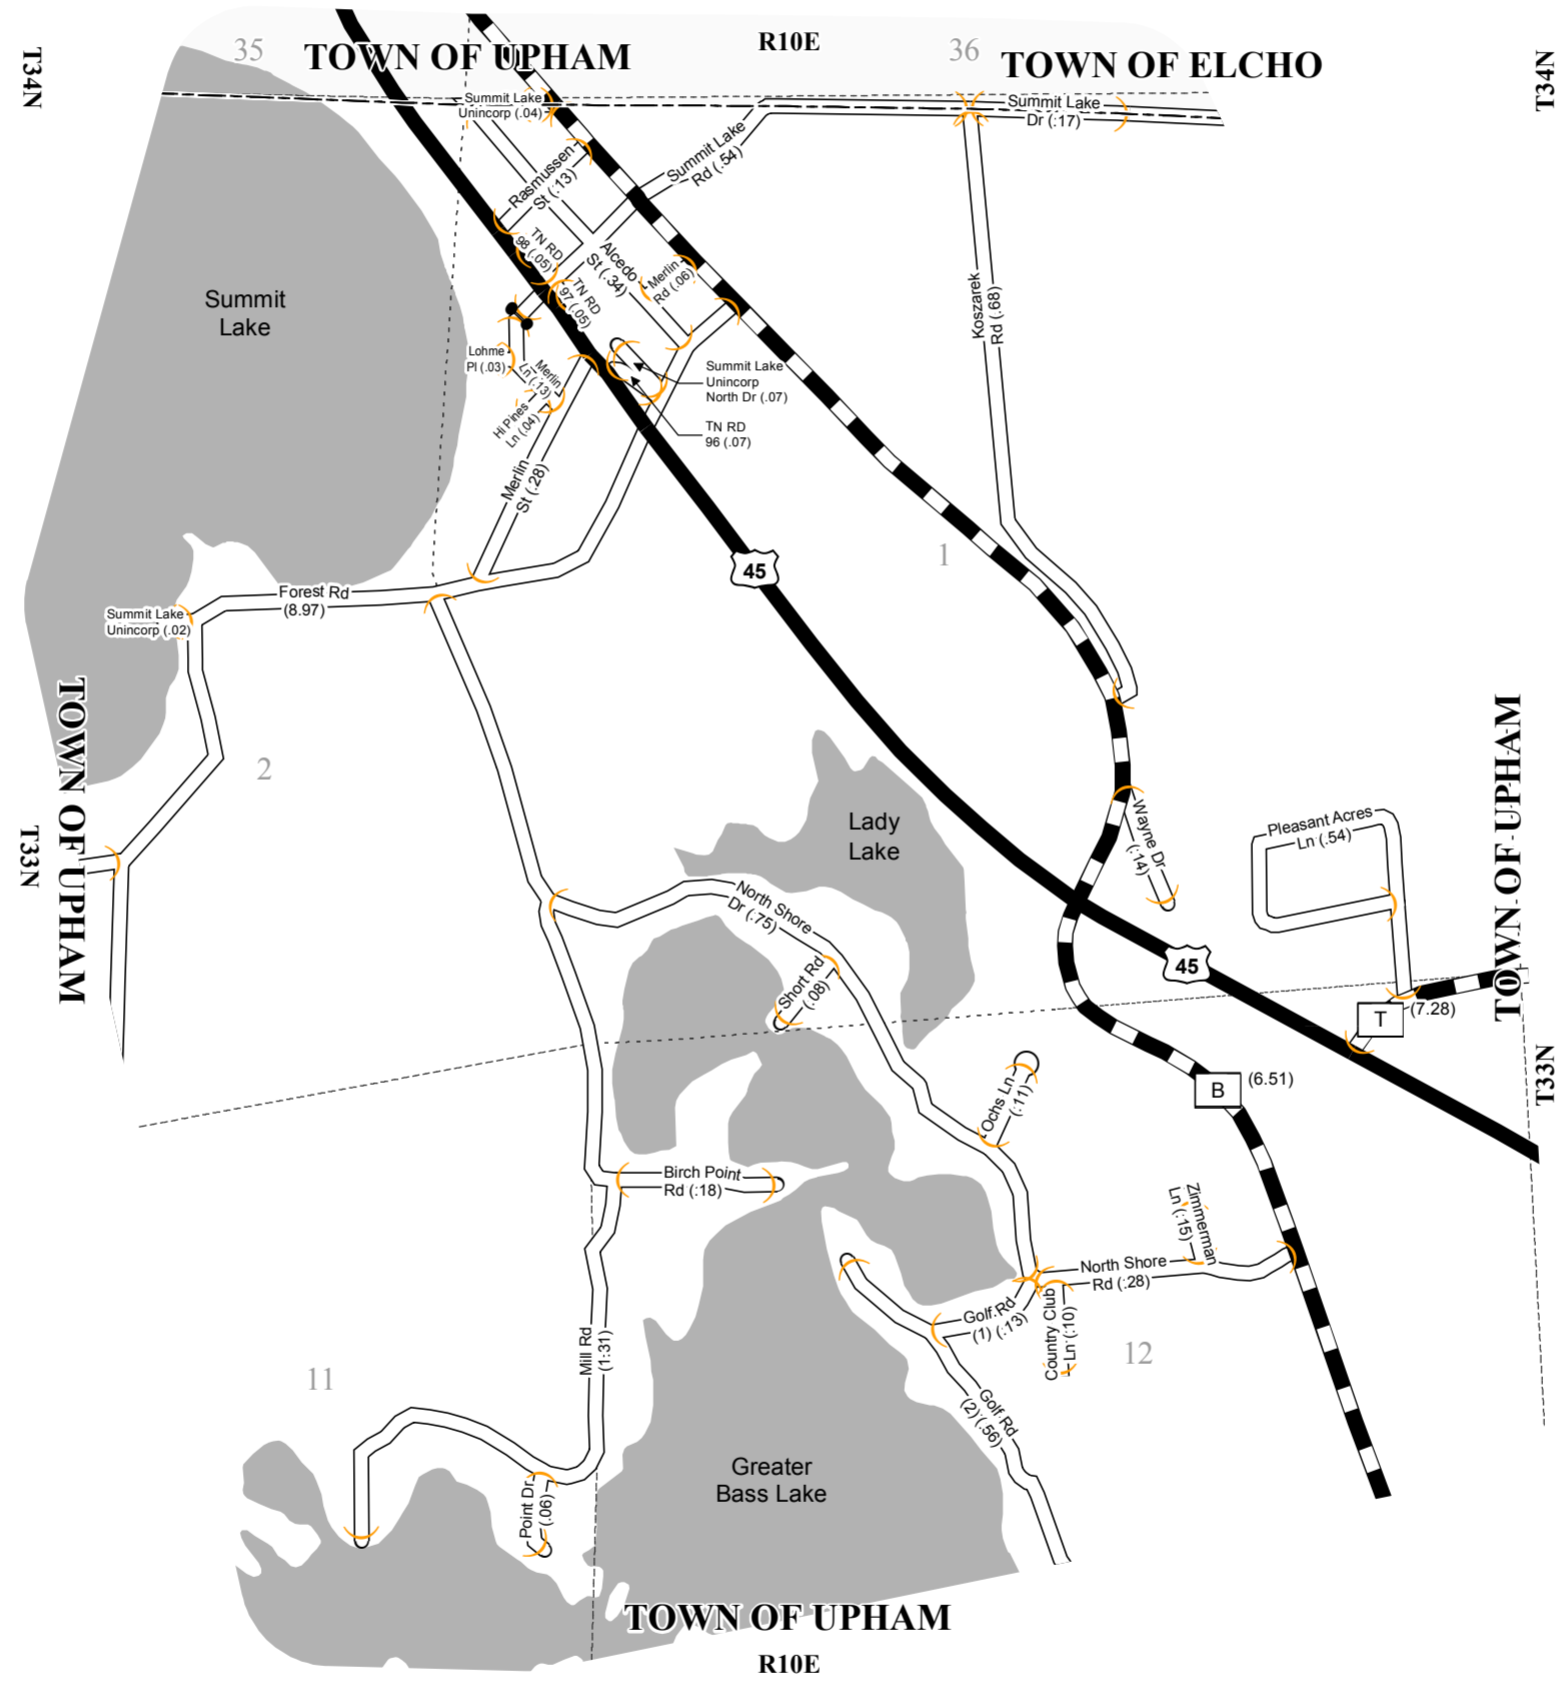 35
TOWN OF UPHAM
R10E
36
TOWN OF ELCHO
T34N
T34N
Summit Lake
Unincorp (.04)
Summit Lake
Dr (.17)
Summit Lake
Rd (.54)
Rasmussen
St (.13)
TN RD
98 (.05)
Alcedo
St (.34)
Merlin
Rd (.06)
TN RD
97 (.05)
Koszarek
Rd (.68)
Summit
Lake
Lohme
Pl (.03)
Merlin
Ln (.13)
Hi Pines
Ln (.04)
Summit Lake
Unincorp
North Dr (.07)
TN RD
96 (.07)
Merlin
St (.28)
45
1
Forest Rd
(8.97)
Summit Lake
Unincorp (.02)
TOWN OF UPHAM
TOWN OF UPHAM
2
T33N
Lady
Lake
Wayne Dr
(.14)
Pleasant Acres
Ln (.54)
North Shore
Dr (.75)
45
Short Rd
(.08)
T
(7.28)
T33N
B
(6.51)
Ochs Ln
(.11)
Birch Point
Rd (.18)
Zimmerman
Ln (.15)
North Shore
Rd (.28)
Golf Rd
(1) (.13)
Country Club
Ln (.10)
12
Mill Rd
(1.31)
11
Golf Rd
(2) (.56)
Greater
Bass Lake
Point Dr
(.06)
TOWN OF UPHAM
R10E